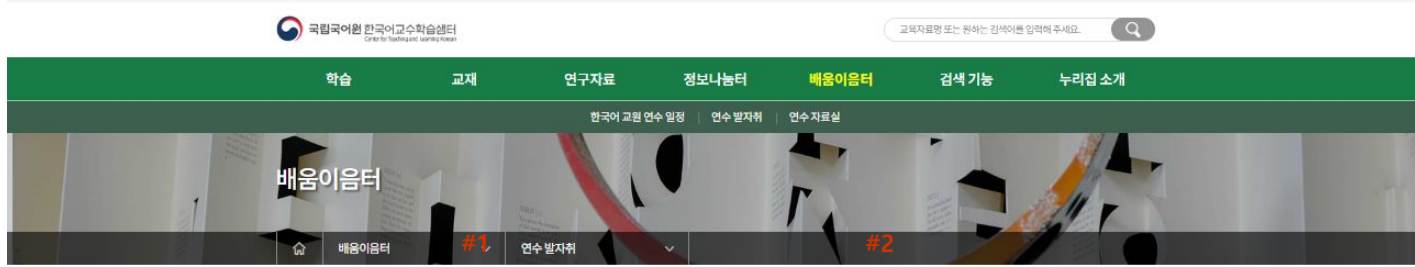 국립국어원 한국어교수학습샘터
Center for Teaching and Learning Korean
교육자료명 또는 원하는 검색어를 입력해 주세요.
학습 교재 연구자료 정보나눔터 배움이음터 검색 기능 누리집 소개
한국어 교원 연수 일정 | 연수 발자취 | 연수 자료실
배움이음터
배움이음터 #1 연수 발자취 #2